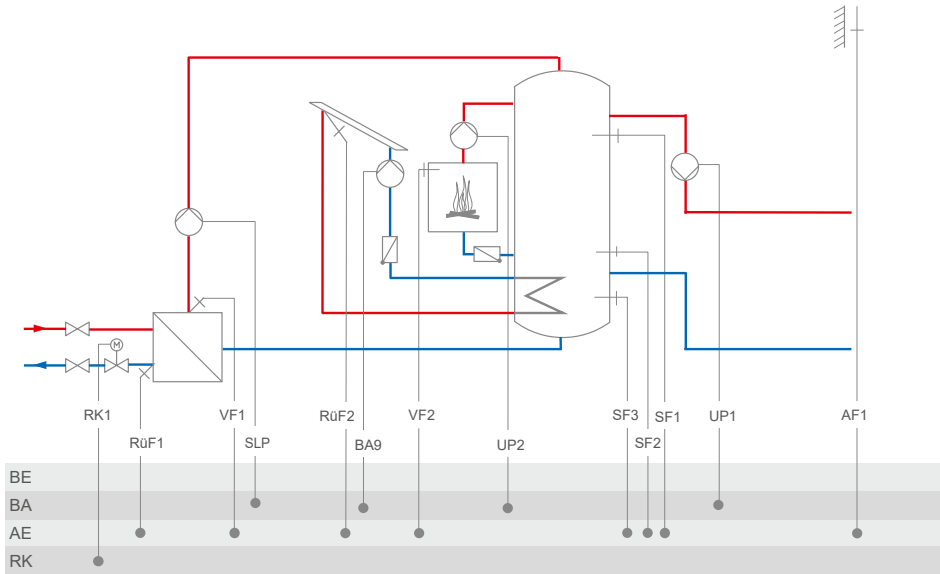 M
RK1
VF1
RüF2
VF2
SF3
SF1
UP1
AF1
RüF1
SLP
BA9
UP2
SF2
BE
BA
AE
RK